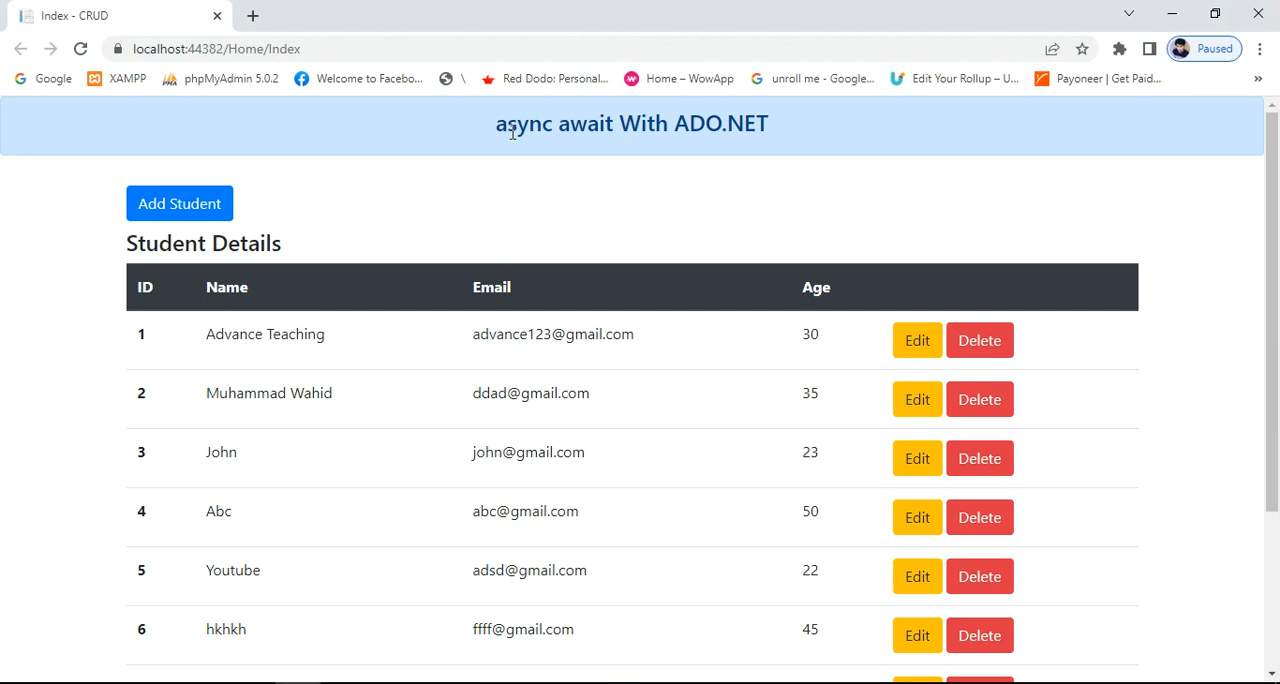 Index - CRUD
localhost:44382/Home/Index
Paused
Google XAMPP phpMyAdmin 5.0.2 Welcome to Facebo... \ Red Dodo: Personal... Home – WowApp unroll me - Google... Edit Your Rollup – U... Payoneer | Get Paid...
async await With ADO.NET
Add Student
Student Details
ID Name Email Age
1 Advance Teaching advance123@gmail.com 30 Edit Delete
2 Muhammad Wahid ddad@gmail.com 35 Edit Delete
3 John john@gmail.com 23 Edit Delete
4 Abc abc@gmail.com 50 Edit Delete
5 Youtube adsd@gmail.com 22 Edit Delete
6 hkhkh ffff@gmail.com 45 Edit Delete